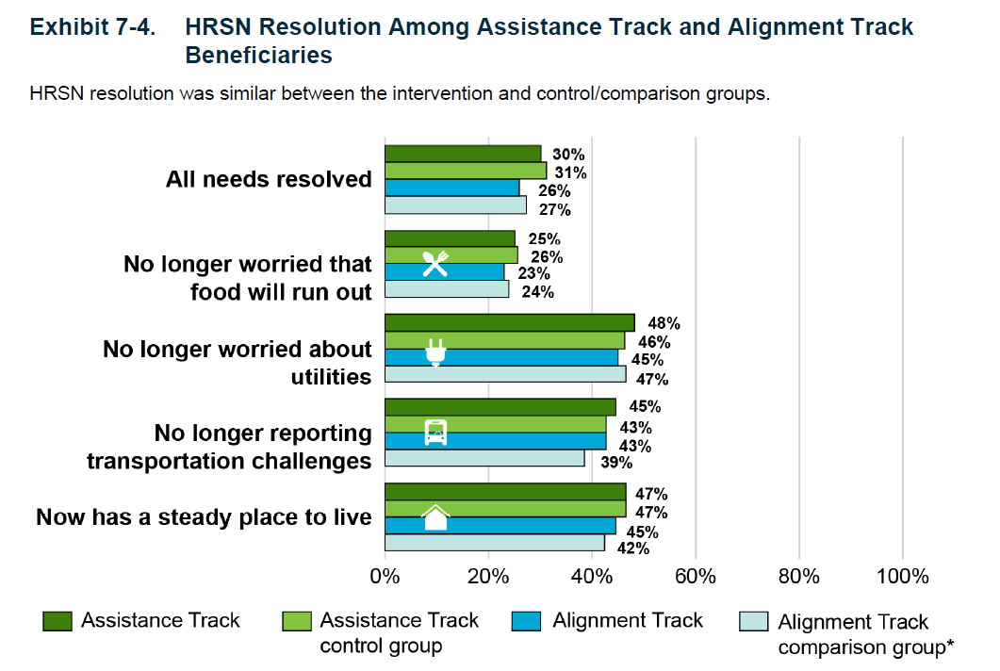 Exhibit 7-4. HRSN Resolution Among Assistance Track and Alignment Track
Beneficiaries
HRSN resolution was similar between the intervention and control/comparison groups.
All needs resolved
30%
31%
26%
27%
No longer worried that
food will run out
25%
26%
23%
24%
No longer worried about
utilities
48%
46%
45%
47%
No longer reporting
transportation challenges
45%
43%
43%
39%
Now has a steady place to live
47%
47%
45%
42%
0% 20% 40% 60% 80% 100%
Assistance Track
Assistance Track
control group
Alignment Track
Alignment Track
comparison group*